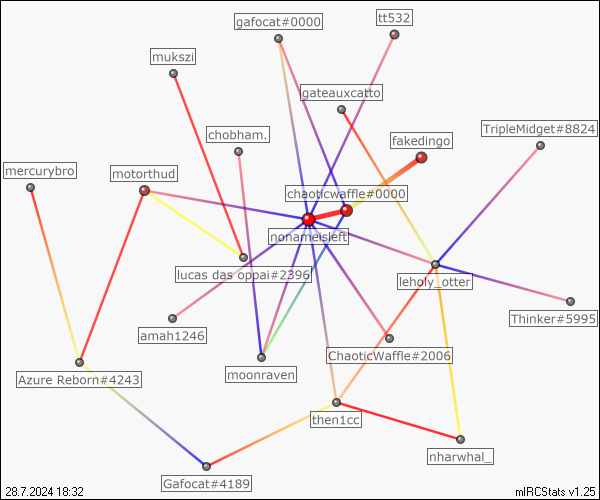 gafocat#0000
tt532
mukszi
gateauxcatto
TripleMidget#8824
chobham.
fakedingo
mercurybro
motorthud
chaoticwaffle#0000
nonameisleft
lucas das oppai#2396
leholy_otter
Thinker#5995
amah1246
ChaoticWaffle#2006
moonraven
Azure Reborn#4243
then1cc
nharwhal_
Gafocat#4189
28.7.2024 18:32
mIRCStats v1.25